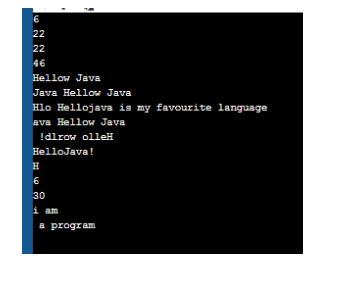 6
22
22
46
Hellow Java
Java Hellow Java
Hlo Hellojava is my favourite language
ava Hellow Java
 !dlrow olleH
HelloJava!
H
6
30
i am
 a program